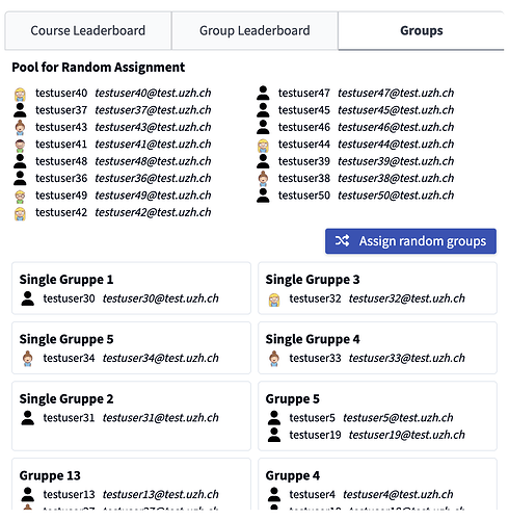 Course Leaderboard
Group Leaderboard
Groups
Pool for Random Assignment
testuser40 testuser40@test.uzh.ch
testuser37 testuser37@test.uzh.ch
testuser43 testuser43@test.uzh.ch
testuser41 testuser41@test.uzh.ch
testuser48 testuser48@test.uzh.ch
testuser36 testuser36@test.uzh.ch
testuser49 testuser49@test.uzh.ch
testuser42 testuser42@test.uzh.ch
testuser47 testuser47@test.uzh.ch
testuser45 testuser45@test.uzh.ch
testuser46 testuser46@test.uzh.ch
testuser44 testuser44@test.uzh.ch
testuser39 testuser39@test.uzh.ch
testuser38 testuser38@test.uzh.ch
testuser50 testuser50@test.uzh.ch
Assign random groups
Single Gruppe 1
testuser30 testuser30@test.uzh.ch
Single Gruppe 3
testuser32 testuser32@test.uzh.ch
Single Gruppe 5
testuser34 testuser34@test.uzh.ch
Single Gruppe 4
testuser33 testuser33@test.uzh.ch
Single Gruppe 2
testuser31 testuser31@test.uzh.ch
Gruppe 5
testuser5 testuser5@test.uzh.ch
testuser19 testuser19@test.uzh.ch
Gruppe 13
testuser13 testuser13@test.uzh.ch
Gruppe 4
testuser4 testuser4@test.uzh.ch